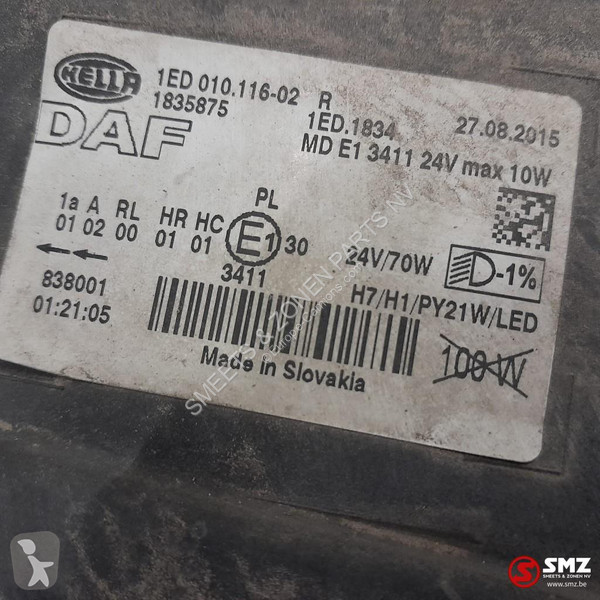 HELLA
1ED 010.116-02 R
1835875
1ED.1834
27.08.2015
DAF
MD E1 3411 24V max 10W
PL
1a A RL HR HC
01 02 00 01 01
E1 30
3411
24V/70W
D-1%
838001
01:21:05
H7/H1/PY21W/LED
100 W
Made in Slovakia
SMEETS & ZONEN PARTS NV
SMZ
SMEETS & ZONEN NV
www.smz.be